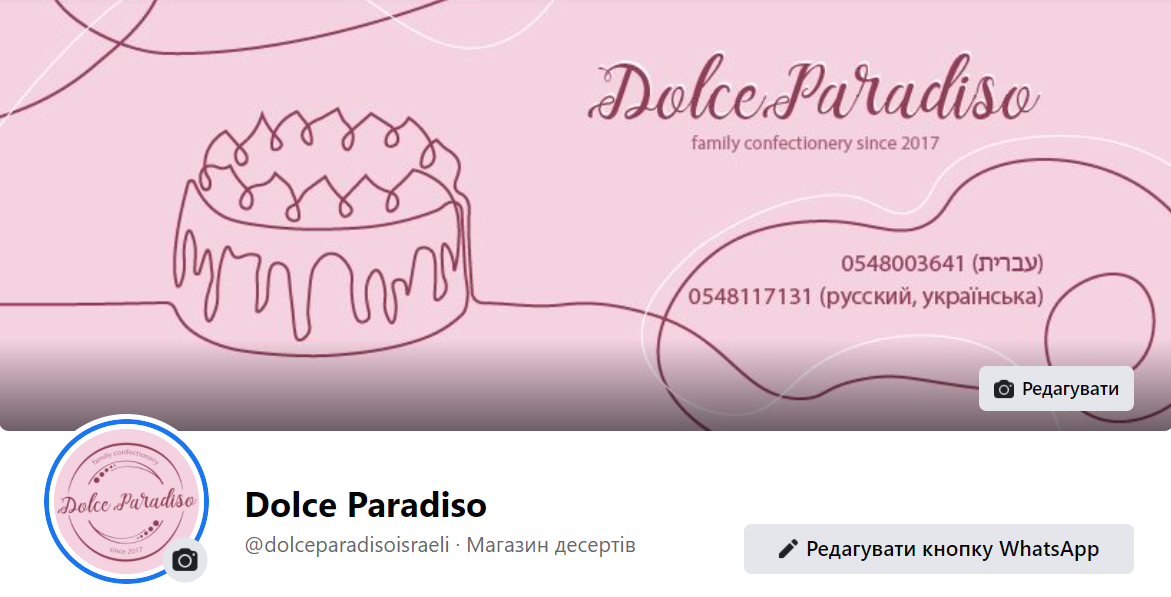 Dolce Paradiso
family confectionery since 2017
0548003641 (עברית)
0548117131 (русский, українська)
Редагувати
family confectionery
Dolce Paradiso
since 2017
Dolce Paradiso
@dolceparadisoisraeli · Магазин десертів
Редагувати кнопку WhatsApp